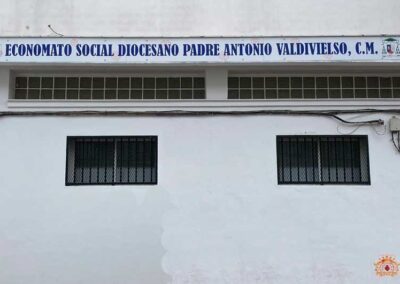 ECONOMATO SOCIAL DIOCESANO PADRE ANTONIO VALDIVIELSO, C.M.